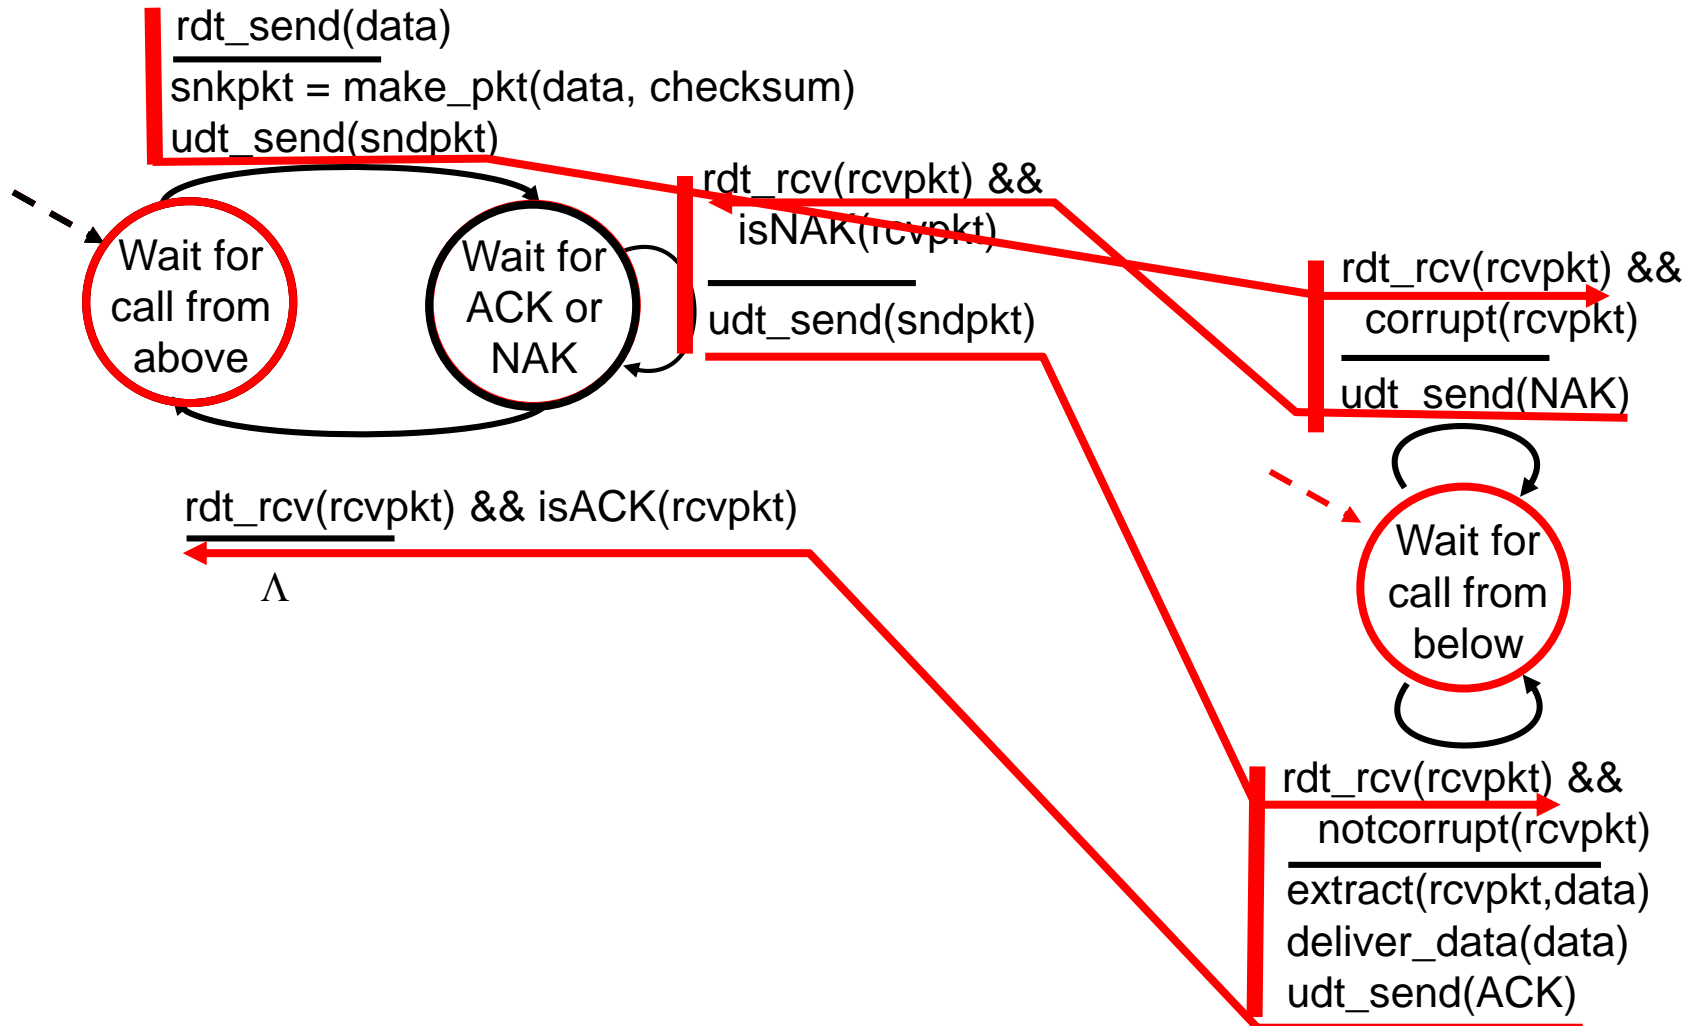 rdt_send(data)
snkpkt = make_pkt(data, checksum)
udt_send(sndpkt)
rdt_rcv(rcvpkt) &&
isNAK(rcvpkt)
udt_send(sndpkt)
Wait for
call from
above
Wait for
ACK or
NAK
rdt_rcv(rcvpkt) && isACK(rcvpkt)
Λ
rdt_rcv(rcvpkt) &&
corrupt(rcvpkt)
udt_send(NAK)
Wait for
call from
below
rdt_rcv(rcvpkt) &&
notcorrupt(rcvpkt)
extract(rcvpkt,data)
deliver_data(data)
udt_send(ACK)